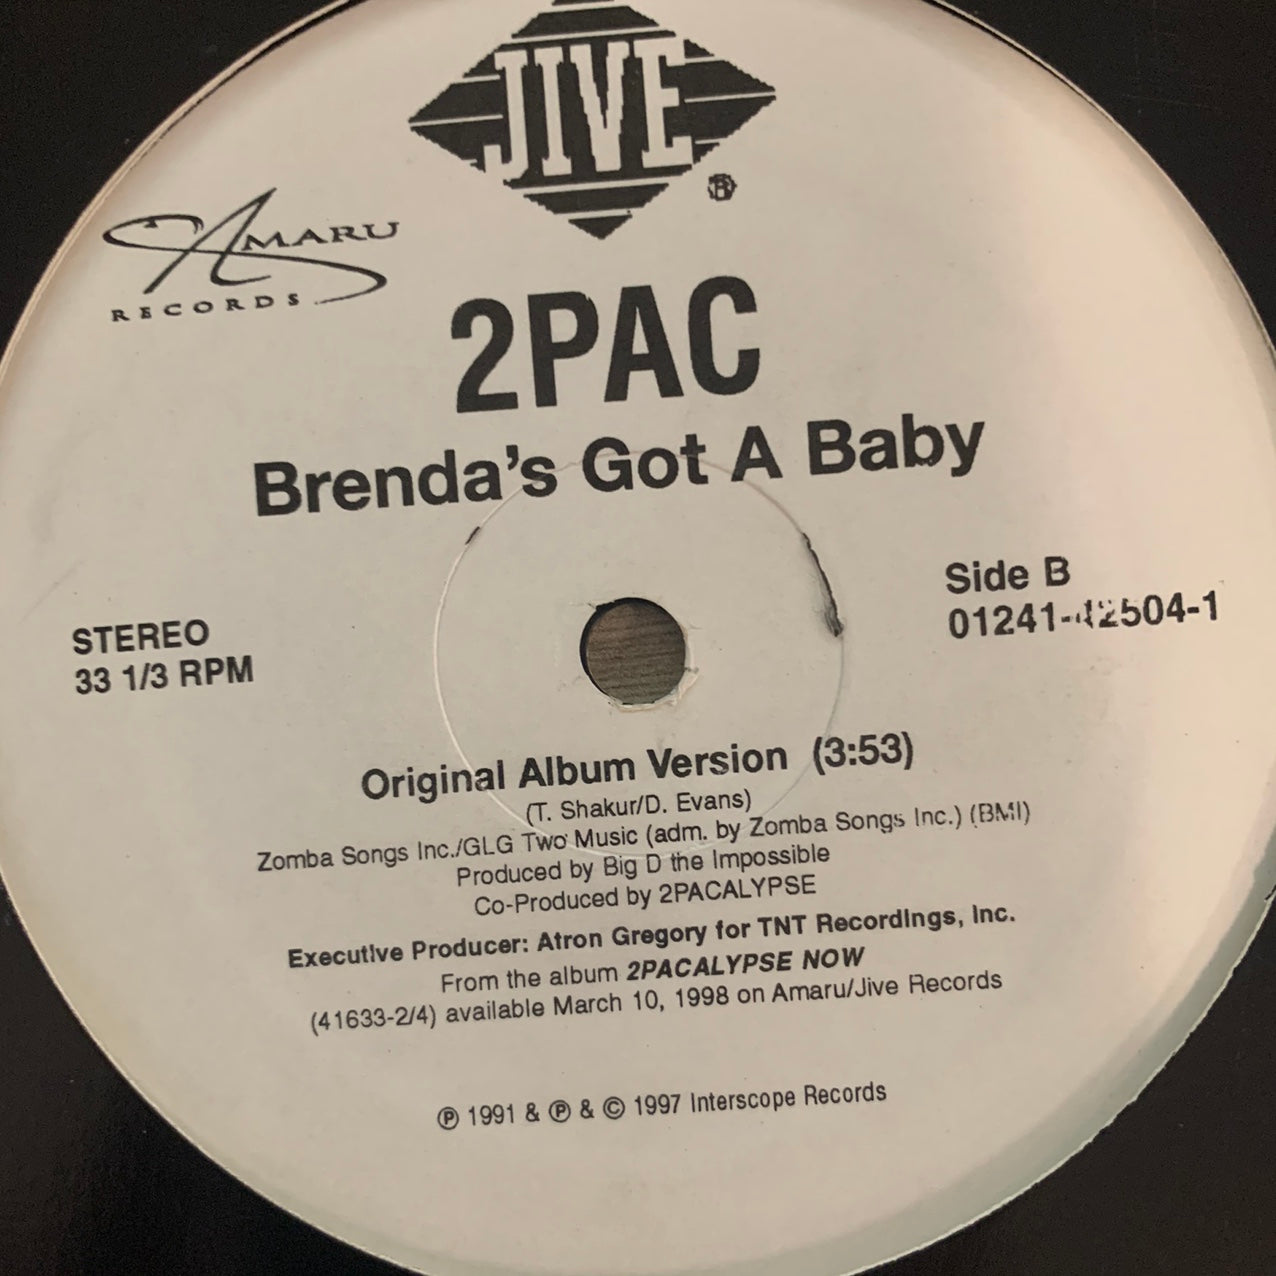 JIVE
®
AMARU
RECORDS
2PAC
Brenda's Got A Baby
Side B
01241-42504-1
STEREO
33 1/3 RPM
Original Album Version (3:53)
(T. Shakur/D. Evans)
Zomba Songs Inc./GLG Two Music (adm. by Zomba Songs Inc.) (BMI)
Produced by Big D the Impossible
Co-Produced by 2PACALYPSE
Executive Producer: Atron Gregory for TNT Recordings, Inc.
From the album 2PACALYPSE NOW
(41633-2/4) available March 10, 1998 on Amaru/Jive Records
℗ 1991 & ℗ & © 1997 Interscope Records